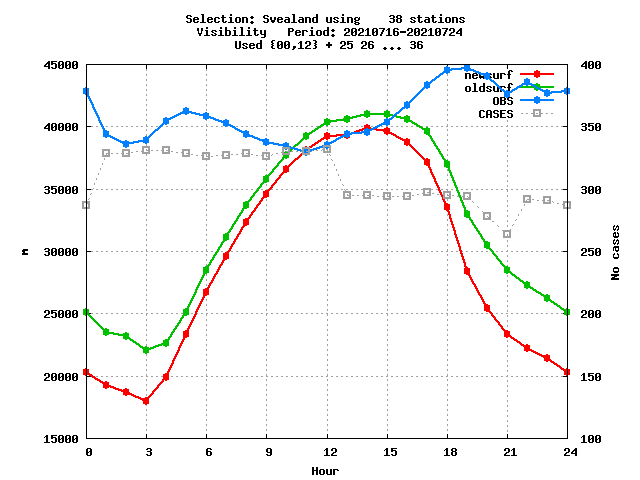 Selection: Svealand using    38 stations
Visibility   Period: 20210716-20210724
Used {00,12} + 25 26 ... 36
45000
40000
35000
30000
25000
20000
15000
400
350
300
250
200
150
100
newsurf
oldsurf
OBS
CASES
m
No cases
0 3 6 9 12 15 18 21 24
Hour